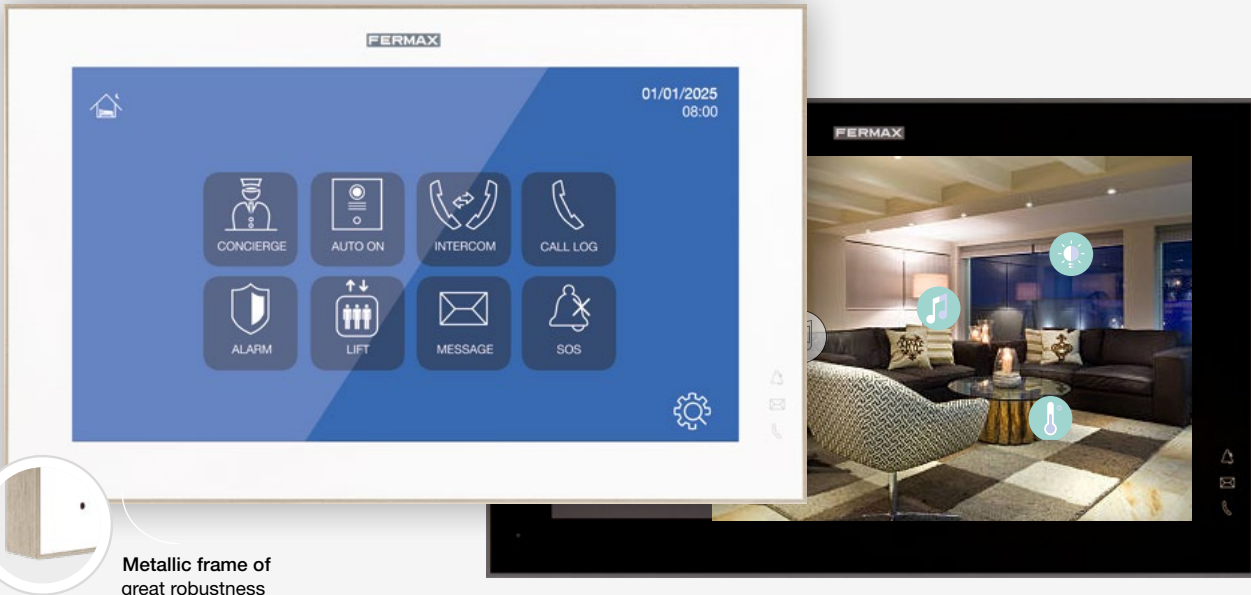 FERMAX
01/01/2025
08:00
CONCIERGE
AUTO ON
INTERCOM
CALL LOG
ALARM
LIFT
MESSAGE
SOS
FERMAX
Metallic frame of
great robustness